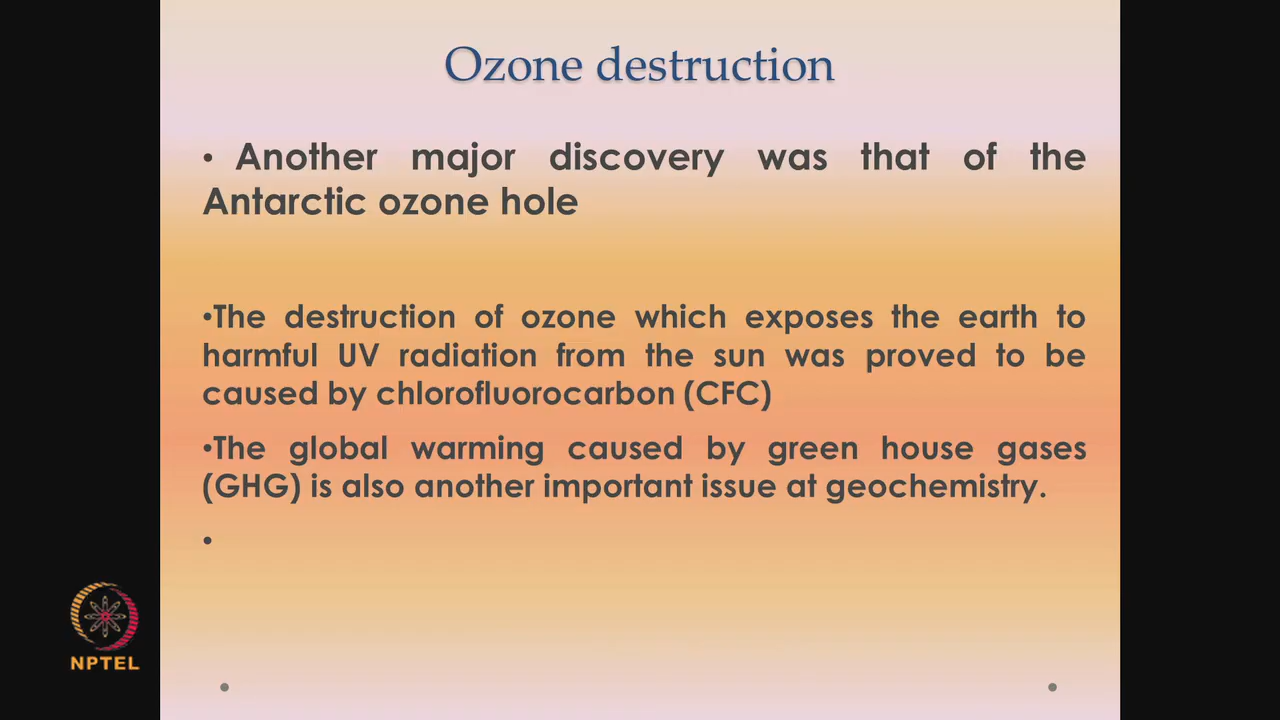 Ozone destruction
• Another major discovery was that of the
Antarctic ozone hole
•The destruction of ozone which exposes the earth to
harmful UV radiation from the sun was proved to be
caused by chlorofluorocarbon (CFC)
•The global warming caused by green house gases
(GHG) is also another important issue at geochemistry.
•
NPTEL